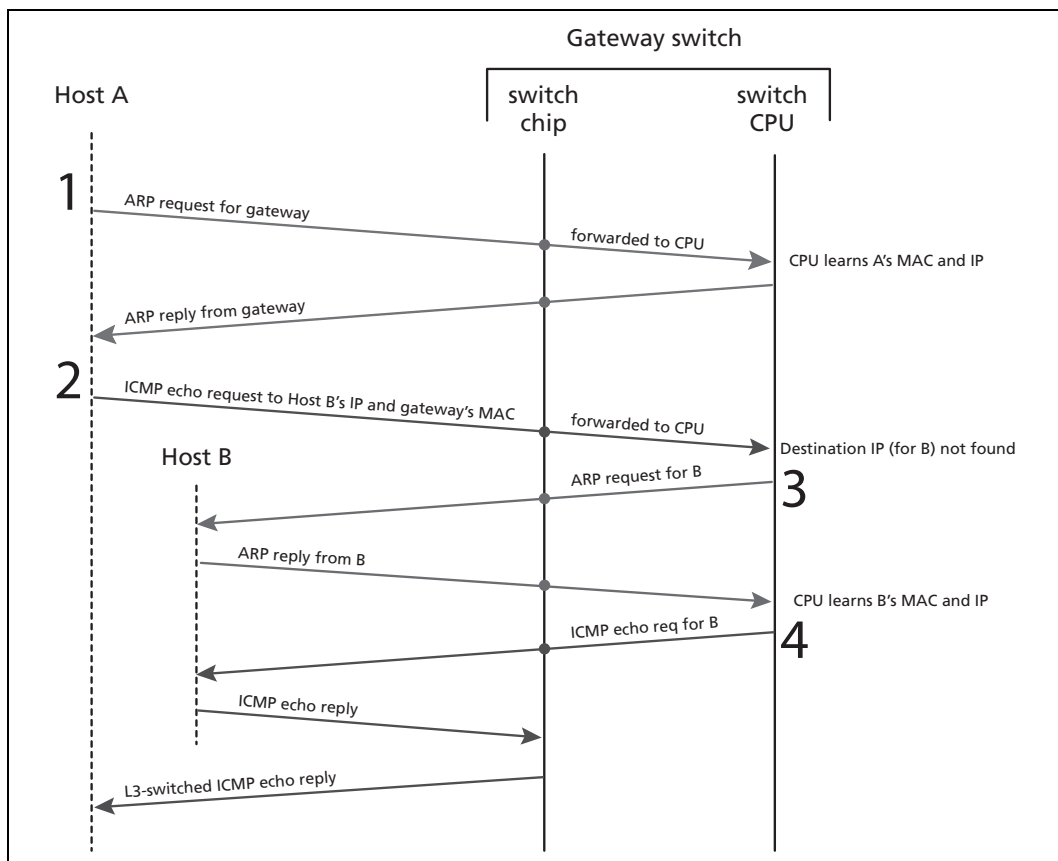 Gateway switch
Host A
switch
chip
switch
CPU
1
ARP request for gateway
forwarded to CPU
CPU learns A's MAC and IP
ARP reply from gateway
2
ICMP echo request to Host B's IP and gateway's MAC
forwarded to CPU
Destination IP (for B) not found
Host B
ARP request for B
3
ARP reply from B
CPU learns B's MAC and IP
ICMP echo req for B
4
ICMP echo reply
L3-switched ICMP echo reply